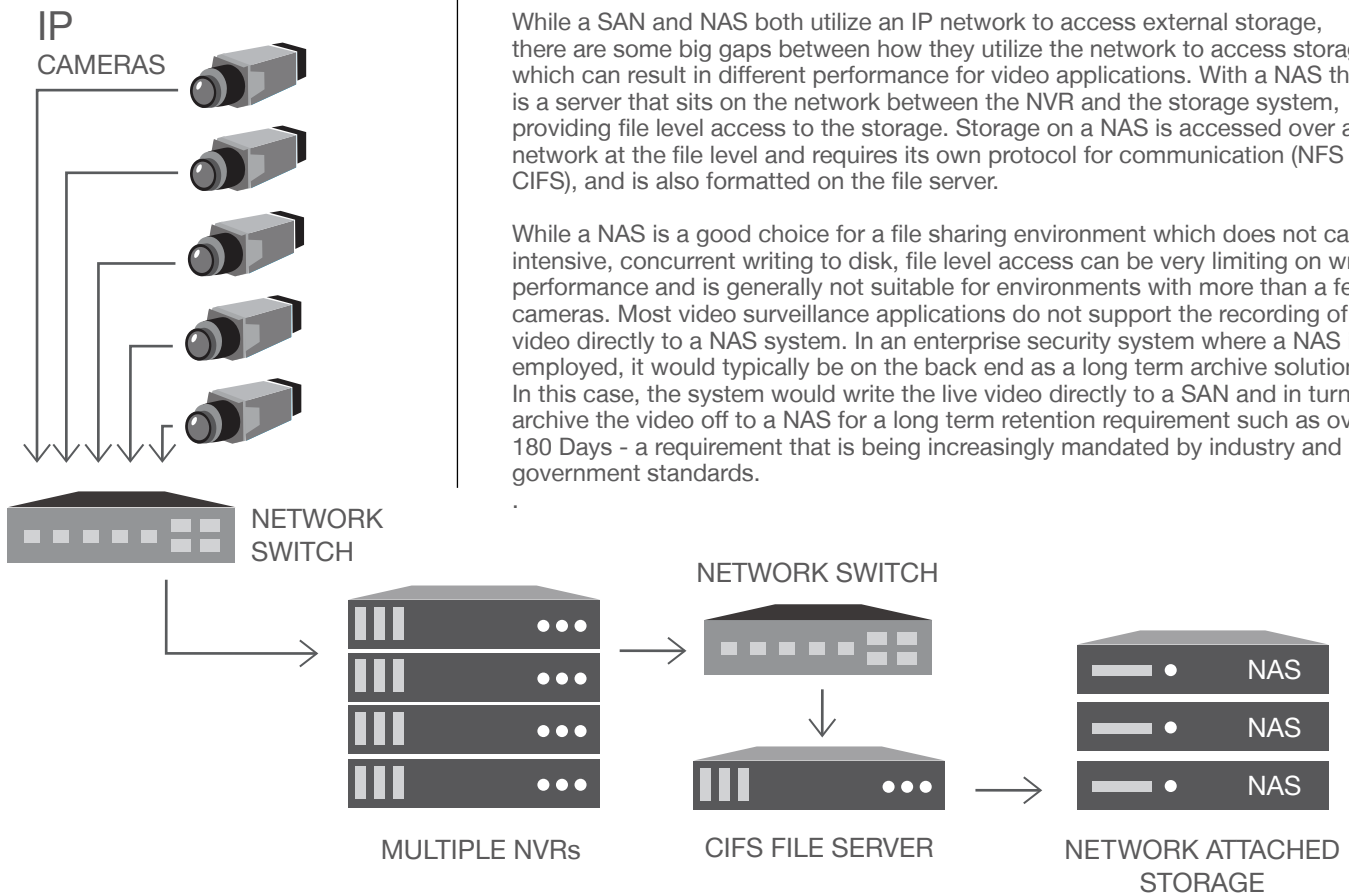 IP
CAMERAS
While a SAN and NAS both utilize an IP network to access external storage,
there are some big gaps between how they utilize the network to access
which can result in different performance for video applications. With a NAS
is a server that sits on the network between the NVR and the storage system,
providing file level access to the storage. Storage on a NAS is accessed over
network at the file level and requires its own protocol for communication (NFS
CIFS), and is also formatted on the file server.
While a NAS is a good choice for a file sharing environment which does not
intensive, concurrent writing to disk, file level access can be very limiting on
performance and is generally not suitable for environments with more than a
cameras. Most video surveillance applications do not support the recording of
video directly to a NAS system. In an enterprise security system where a NAS
employed, it would typically be on the back end as a long term archive
In this case, the system would write the live video directly to a SAN and in turn
archive the video off to a NAS for a long term retention requirement such as
180 Days - a requirement that is being increasingly mandated by industry and
government standards.
.
NETWORK
SWITCH
NETWORK SWITCH
NAS
NAS
NAS
MULTIPLE NVRs
CIFS FILE SERVER
NETWORK ATTACHED
STORAGE